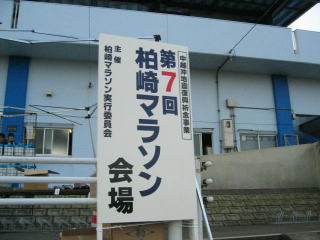 中越沖地震復興祈念事業
第7回
柏崎マラソン
会場
主催
柏崎マラソン実行委員会